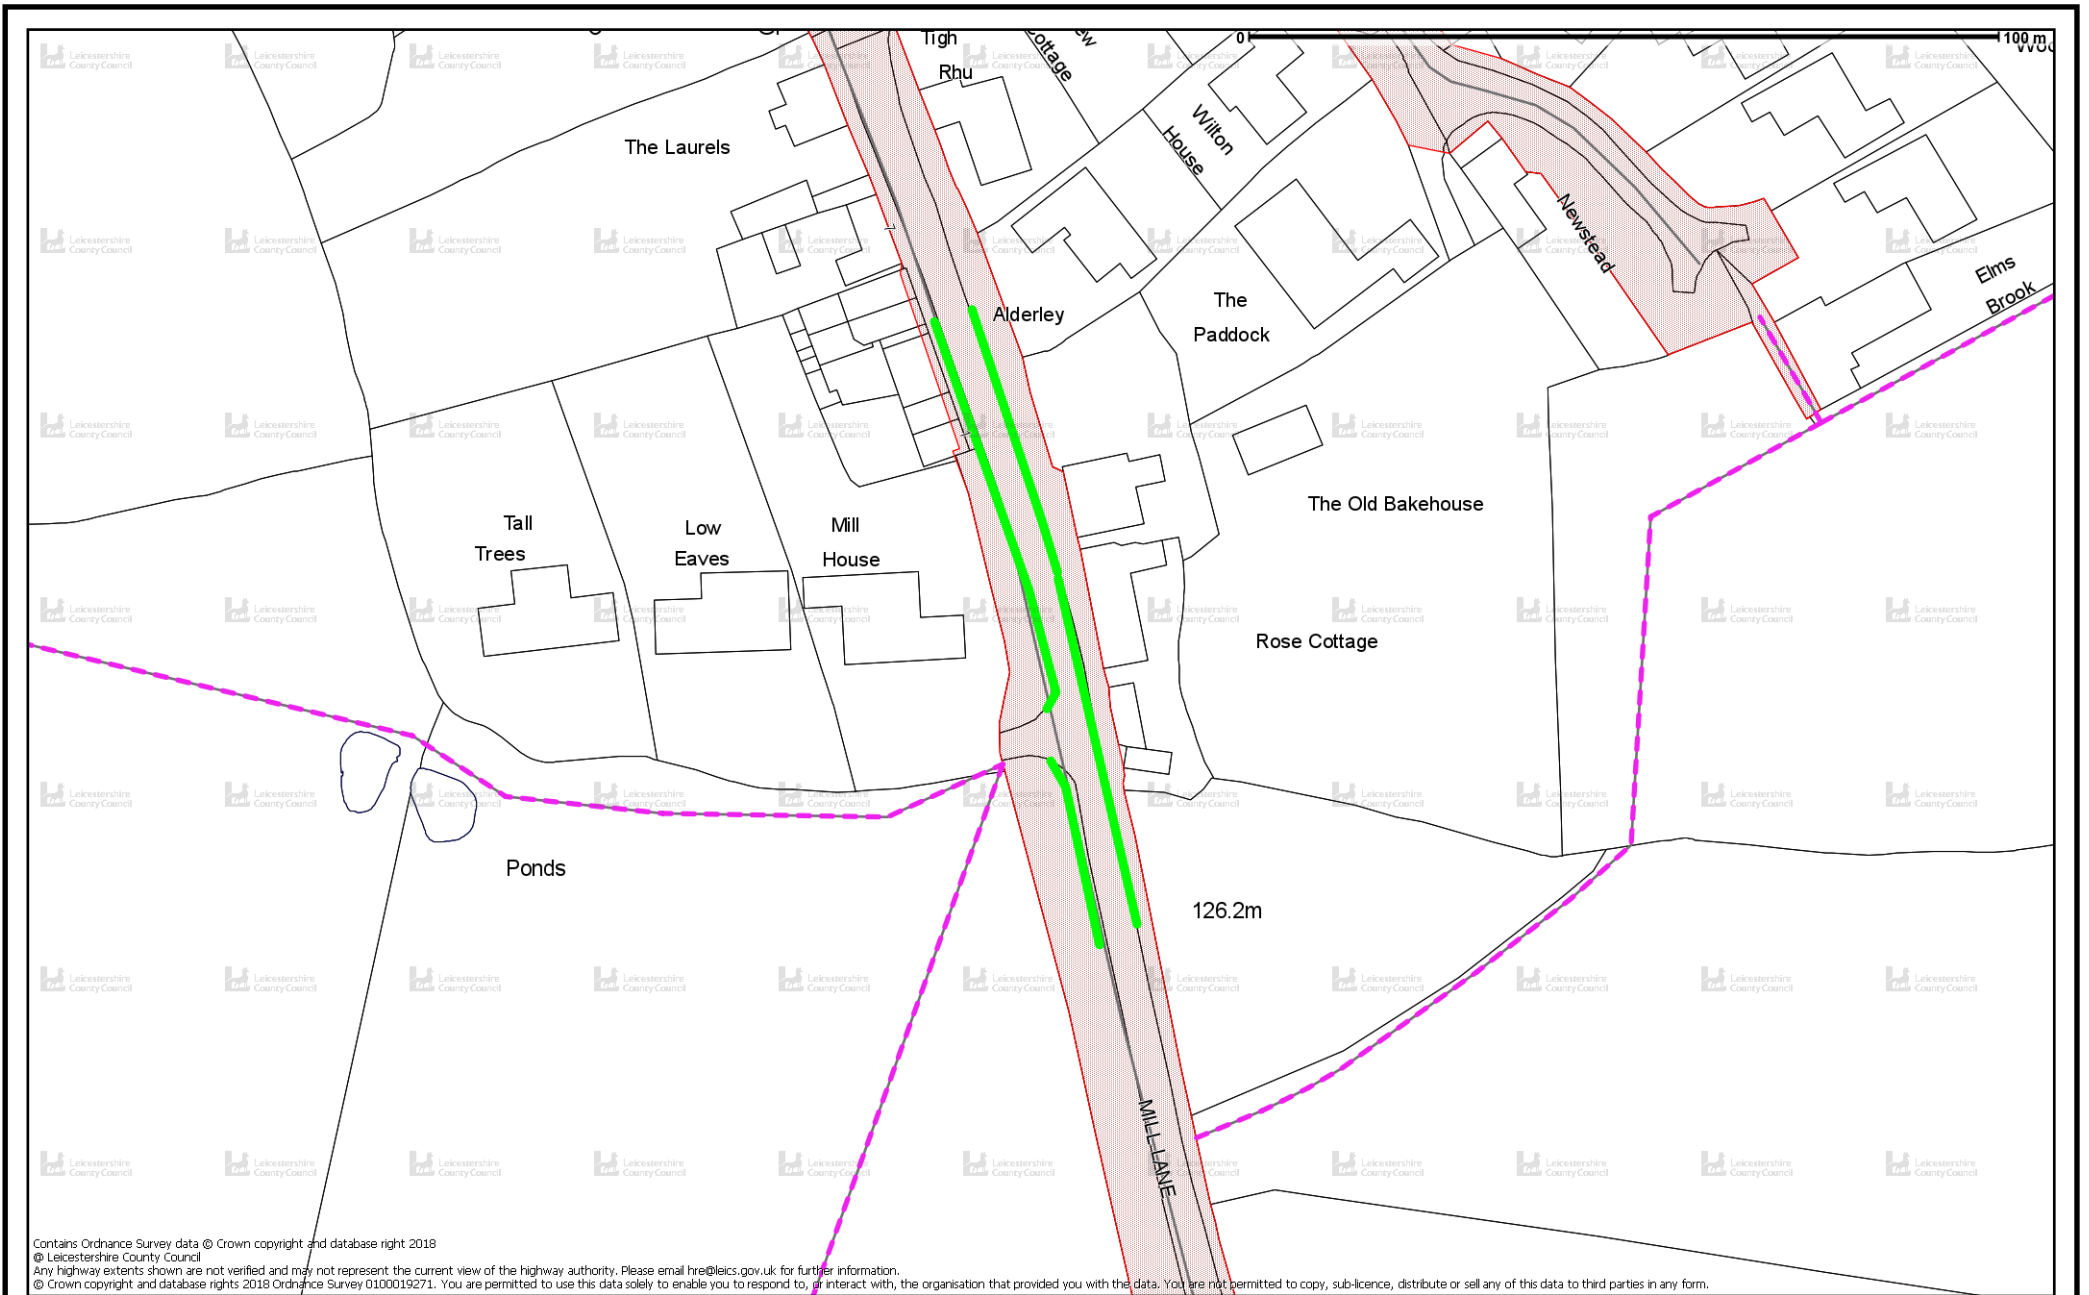 Tigh
Rhu
Cottage
0
100 m
The Laurels
Wilton
House
Newstead
Elms
Brook
Alderley
The
Paddock
The Old Bakehouse
Tall
Trees
Low
Eaves
Mill
House
Rose Cottage
Ponds
126.2m
MILL LANE
Leicestershire
County Council
Contains Ordnance Survey data © Crown copyright and database right 2018
@ Leicestershire County Council
Any highway extents shown are not verified and may not represent the current view of the highway authority. Please email hre@leics.gov.uk for further information.
© Crown copyright and database rights 2018 Ordnance Survey 0100019271. You are permitted to use this data solely to enable you to respond to, or interact with, the organisation that provided you with the data. You are not permitted to copy, sub-licence, distribute or sell any of this data to third parties in any form.